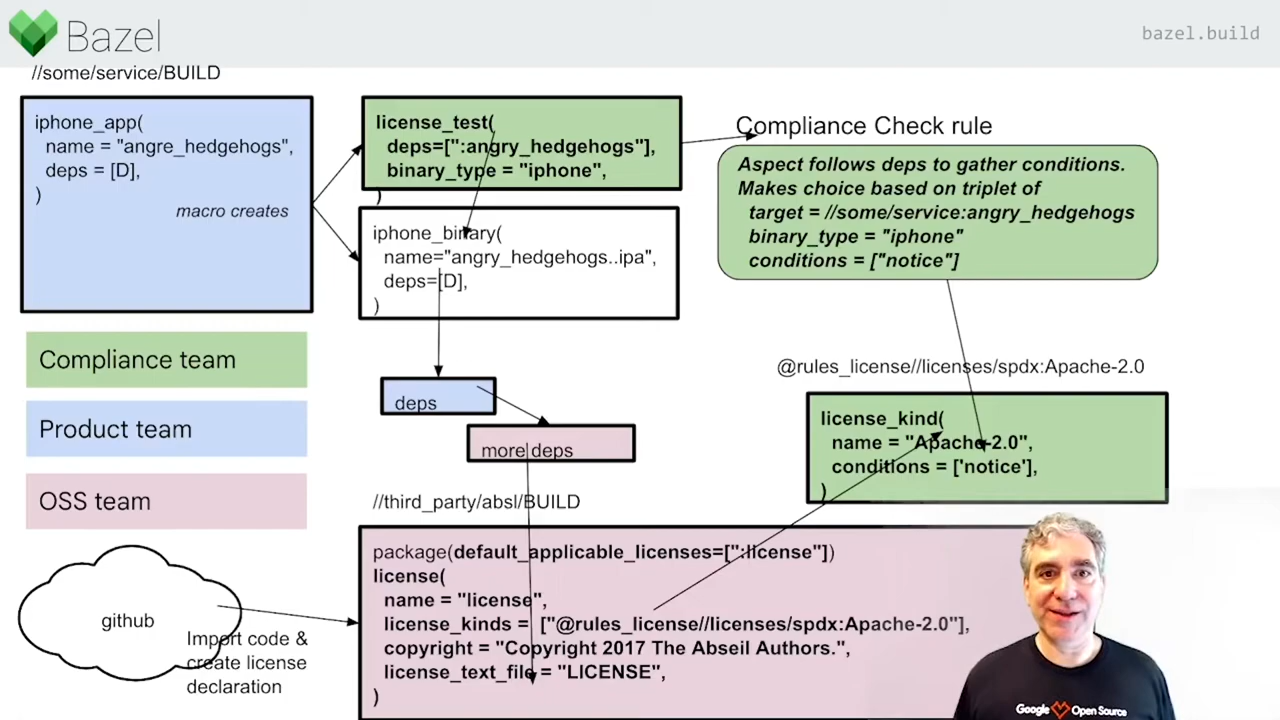 Bazel
bazel.build
//some/service/BUILD
iphone_app(
name = "angre_hedgehogs",
deps = [D],
)
macro creates
license_test(
deps=[":angry_hedgehogs"],
binary_type = "iphone",
)
iphone_binary(
name="angry_hedgehogs..ipa",
deps=[D],
)
Compliance Check rule
Aspect follows deps to gather conditions.
Makes choice based on triplet of
target = //some/service:angry_hedgehogs
binary_type = "iphone"
conditions = ["notice"]
Compliance team
Product team
OSS team
deps
more deps
@rules_license//licenses/spdx:Apache-2.0
license_kind(
name = "Apache-2.0",
conditions = ['notice'],
)
//third_party/absl/BUILD
package(default_applicable_licenses=[":license"])
license(
name = "license",
license_kinds = ["@rules_license//licenses/spdx:Apache-2.0"],
copyright = "Copyright 2017 The Abseil Authors.",
license_text_file = "LICENSE",
)
github
Import code &
create license
declaration
Google Open Source